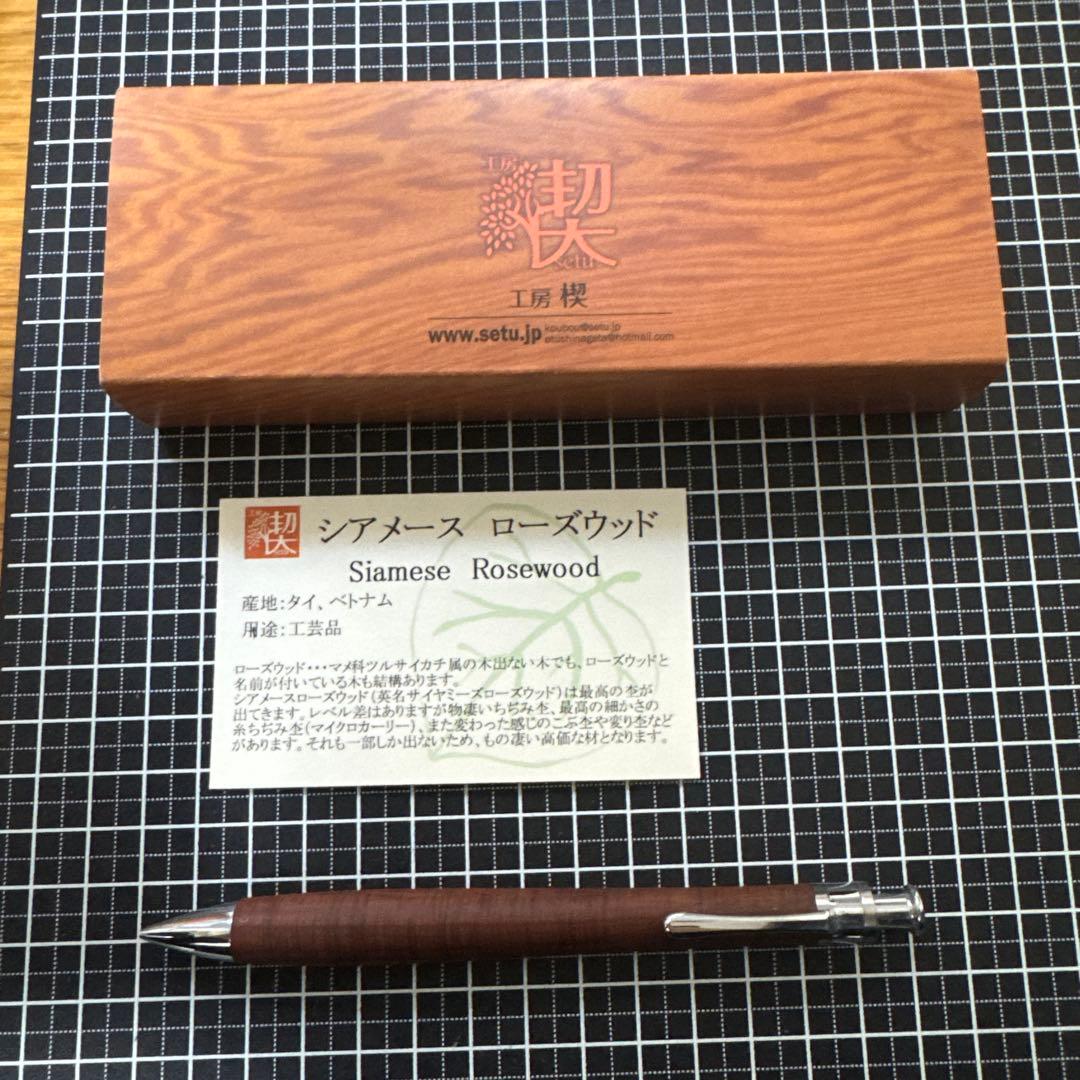 工房
楔
setu
工房 楔
www.setu.jp koubou@setu.jp
etushinagata@hotmail.com
工房
楔
シアメース ローズウッド
Siamese Rosewood
産地:タイ、ベトナム
用途:工芸品
ローズウッド・・・マメ科ツルサイカチ属の木出ない木でも、ローズウッドと
名前が付いている木も結構あります。
シアメースローズウッド(英名サイヤミーズローズウッド)は最高の杢が
出てきます。レベル差はありますが物凄いちぢみ杢、最高の細かさの
糸ちぢみ杢(マイクロカーリー)、また変わった感じのこぶ杢や変り杢など
があります。それも一部しか出ないため、もの凄い高価な材となります。